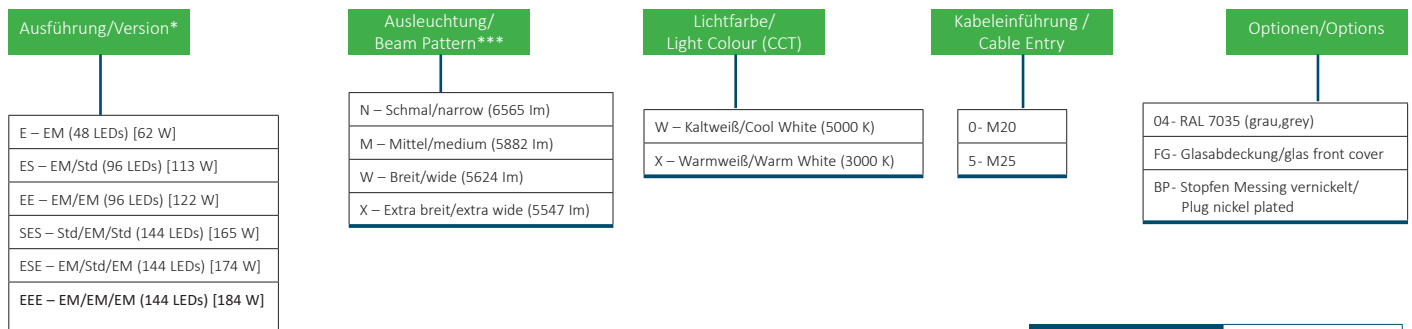 Ausführung/Version*
E – EM (48 LEDs) [62 W]
ES – EM/Std (96 LEDs) [113 W]
EE – EM/EM (96 LEDs) [122 W]
SES – Std/EM/Std (144 LEDs) [165 W]
ESE – EM/Std/EM (144 LEDs) [174 W]
EEE – EM/EM/EM (144 LEDs) [184 W]
Ausleuchtung/
Beam Pattern***
N – Schmal/narrow (6565 lm)
M – Mittel/medium (5882 lm)
W – Breit/wide (5624 lm)
X – Extra breit/extra wide (5547 lm)
Lichtfarbe/
Light Colour (CCT)
W – Kaltweiß/Cool White (5000 K)
X – Warmweiß/Warm White (3000 K)
Kabeleinführung /
Cable Entry
0- M20
5- M25
Optionen/Options
04- RAL 7035 (grau,grey)
FG- Glasabdeckung/glas front cover
BP- Stopfen Messing vernickelt/
Plug nickel plated